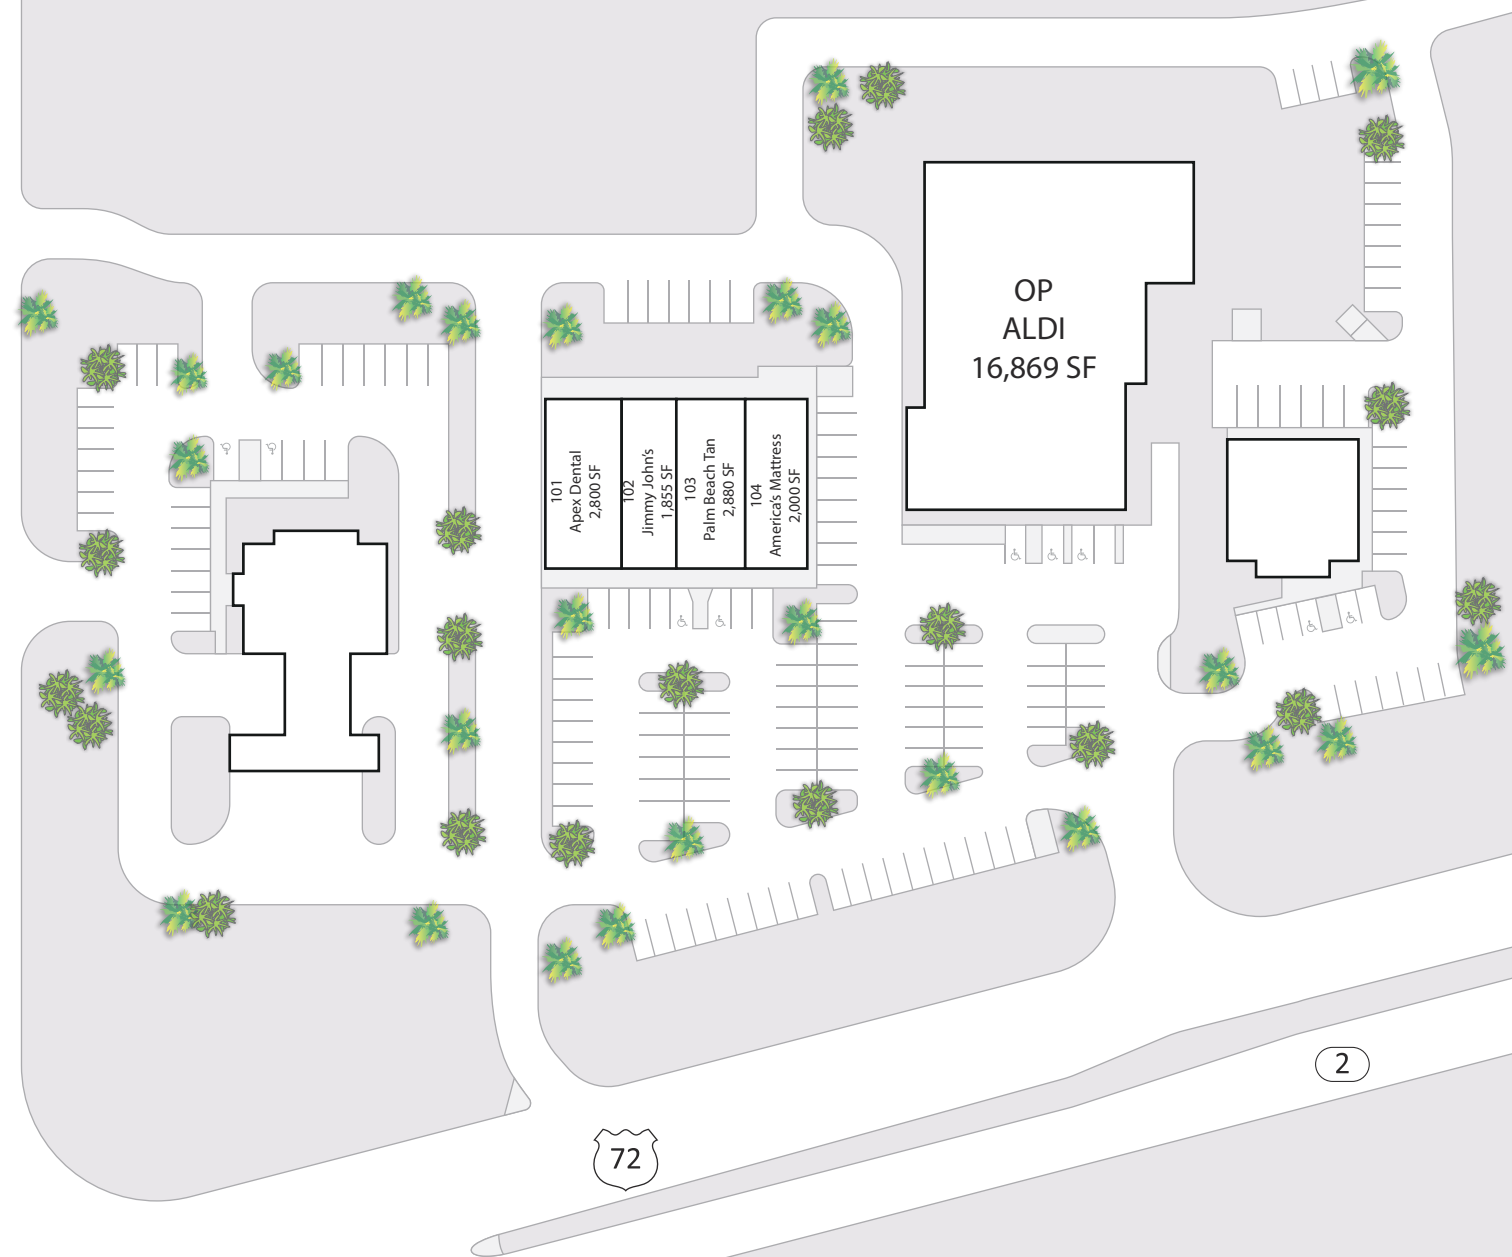 OP
ALDI
16,869 SF
101
Apex Dental
2,800 SF
102
Jimmy John's
1,855 SF
103
Palm Beach Tan
2,880 SF
104
America's Mattress
2,000 SF
2
72